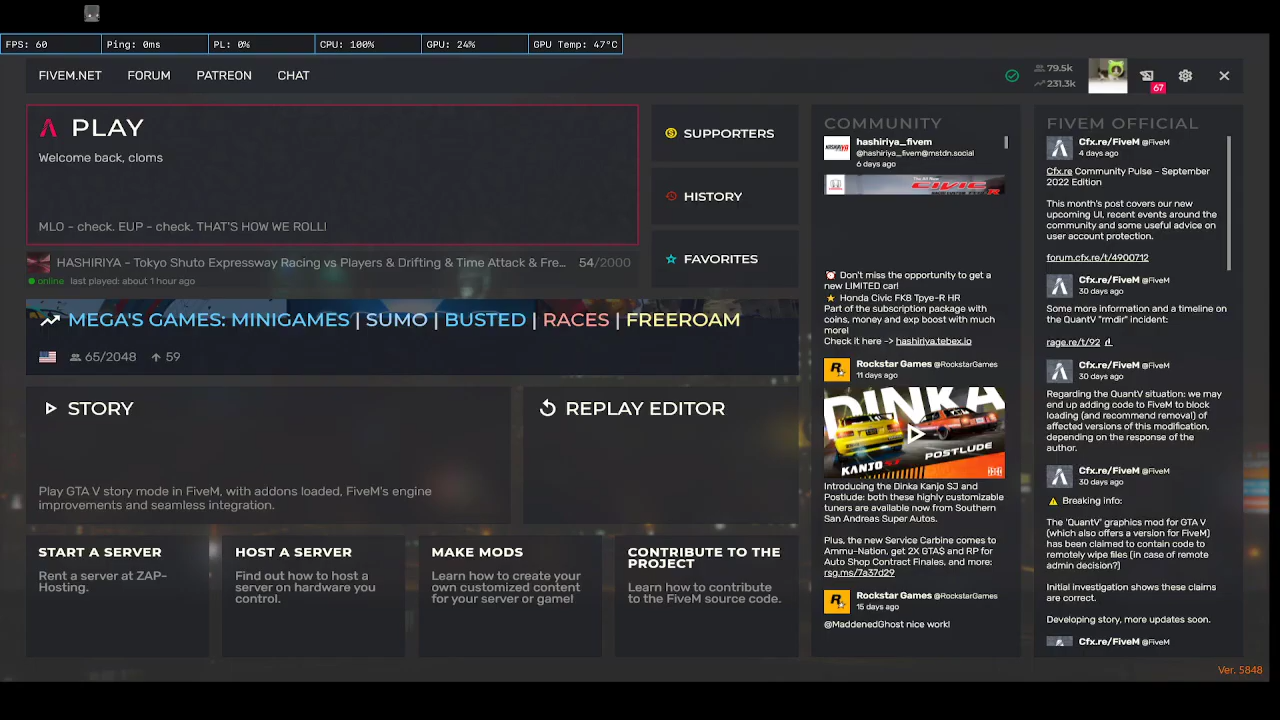 FPS: 60
Ping: 0ms
PL: 0%
CPU: 100%
GPU: 24%
GPU Temp: 47°C
FIVEM.NET
FORUM
PATREON
CHAT
79.5k
231.3k
67
PLAY
Welcome back, cloms
MLO - check. EUP - check. THAT'S HOW WE ROLL!
HASHIRIYA - Tokyo Shuto Expressway Racing vs Players & Drifting & Time Attack & Fre...
54/2000
online last played: about 1 hour ago
SUPPORTERS
HISTORY
FAVORITES
MEGA'S GAMES: MINIGAMES | SUMO | BUSTED | RACES | FREEROAM
65/2048
59
STORY
Play GTA V story mode in FiveM, with addons loaded, FiveM's engine
improvements and seamless integration.
REPLAY EDITOR
START A SERVER
Rent a server at ZAP-
Hosting.
HOST A SERVER
Find out how to host a
server on hardware you
control.
MAKE MODS
Learn how to create your
own customized content
for your server or game!
CONTRIBUTE TO THE
PROJECT
Learn how to contribute
to the FiveM source code.
COMMUNITY
hashiriya_fivem
@hashiriya_fivem@mstdn.social
6 days ago
CIVIC
⏰ Don't miss the opportunity to get a
new LIMITED car!
⭐ Honda Civic FK8 Tpye-R HR
Part of the subscription package with
coins, money and exp boost with much
more!
Check it here -> hashiriya.tebex.io
Rockstar Games @RockstarGames
11 days ago
DINKA
KANJO SJ
POSTLUDE
Introducing the Dinka Kanjo SJ and
Postlude: both these highly customizable
tuners are available now from Southern
San Andreas Super Autos.
Plus, the new Service Carbine comes to
Ammu-Nation, get 2X GTA$ and RP for
Auto Shop Contract Finales, and more:
rsg.ms/7a37d29
Rockstar Games @RockstarGames
15 days ago
@MaddenedGhost nice work!
FIVEM OFFICIAL
Cfx.re/FiveM @FiveM
4 days ago
Cfx.re Community Pulse - September
2022 Edition
This month's post covers our new
upcoming UI, recent events around the
community and some useful advice on
user account protection.
forum.cfx.re/t/4900712
Cfx.re/FiveM @FiveM
30 days ago
Some more information and a timeline on
the QuantV "rmdir" incident:
rage.re/t/92
Cfx.re/FiveM @FiveM
30 days ago
Regarding the QuantV situation: we may
end up adding code to FiveM to block
loading (and recommend removal) of
affected versions of this modification,
depending on the response of the
author.
Cfx.re/FiveM @FiveM
30 days ago
⚠ Breaking info:
The 'QuantV' graphics mod for GTA V
(which also offers a version for FiveM)
has been claimed to contain code to
remotely wipe files (in case of remote
admin decision?)
Initial investigation shows these claims
are correct.
Developing story, more updates soon.
Cfx.re/FiveM @FiveM
Ver. 5848